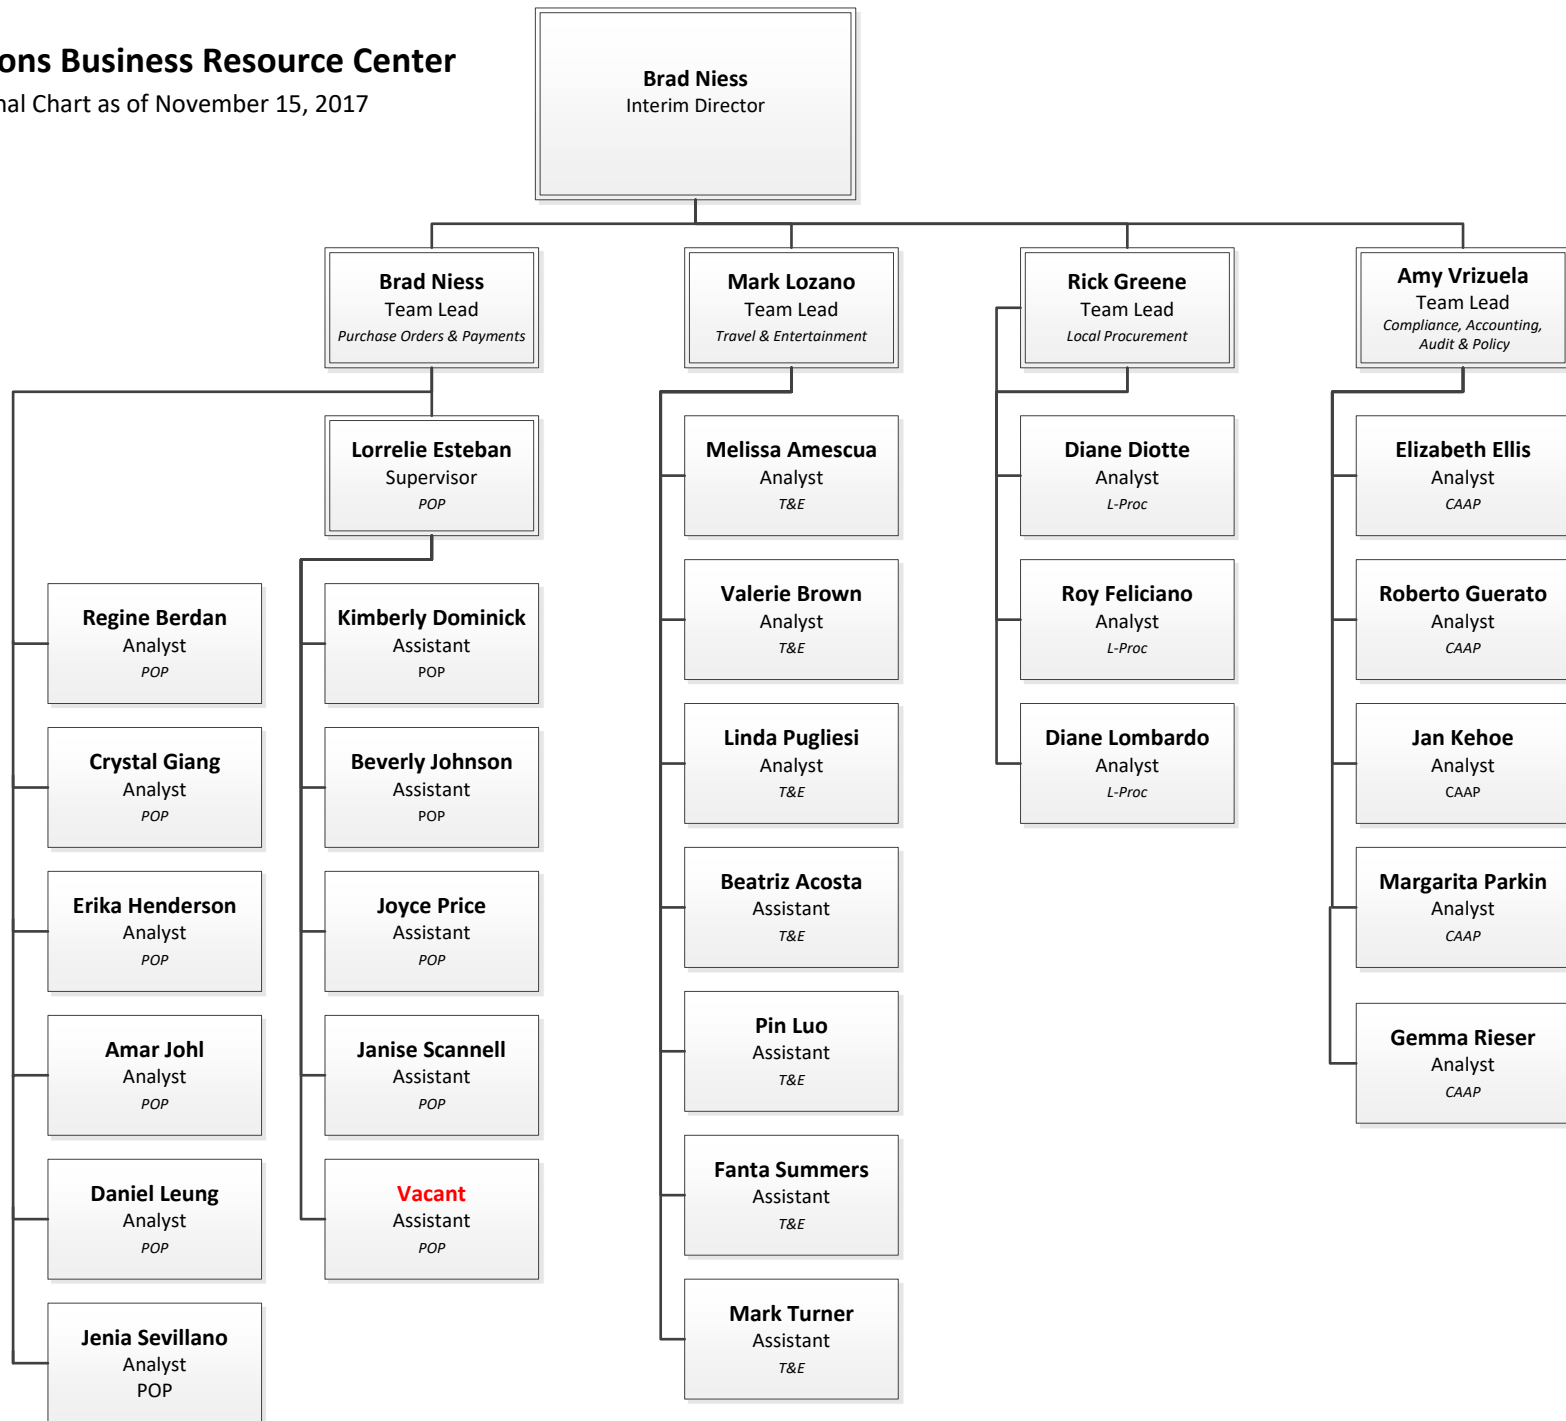 ons Business Resource Center
nal Chart as of November 15, 2017
Brad Niess
Interim Director
Brad Niess
Team Lead
Purchase Orders & Payments
Mark Lozano
Team Lead
Travel & Entertainment
Rick Greene
Team Lead
Local Procurement
Amy Vrizuela
Team Lead
Compliance, Accounting,
Audit & Policy
Lorrelie Esteban
Supervisor
POP
Regine Berdan
Analyst
POP
Crystal Giang
Analyst
POP
Erika Henderson
Analyst
POP
Amar Johl
Analyst
POP
Daniel Leung
Analyst
POP
Jenia Sevillano
Analyst
POP
Kimberly Dominick
Assistant
POP
Beverly Johnson
Assistant
POP
Joyce Price
Assistant
POP
Janise Scannell
Assistant
POP
Vacant
Assistant
POP
Melissa Amescua
Analyst
T&E
Valerie Brown
Analyst
T&E
Linda Pugliesi
Analyst
T&E
Beatriz Acosta
Assistant
T&E
Pin Luo
Assistant
T&E
Fanta Summers
Assistant
T&E
Mark Turner
Assistant
T&E
Diane Diotte
Analyst
L-Proc
Roy Feliciano
Analyst
L-Proc
Diane Lombardo
Analyst
L-Proc
Elizabeth Ellis
Analyst
CAAP
Roberto Guerato
Analyst
CAAP
Jan Kehoe
Analyst
CAAP
Margarita Parkin
Analyst
CAAP
Gemma Rieser
Analyst
CAAP